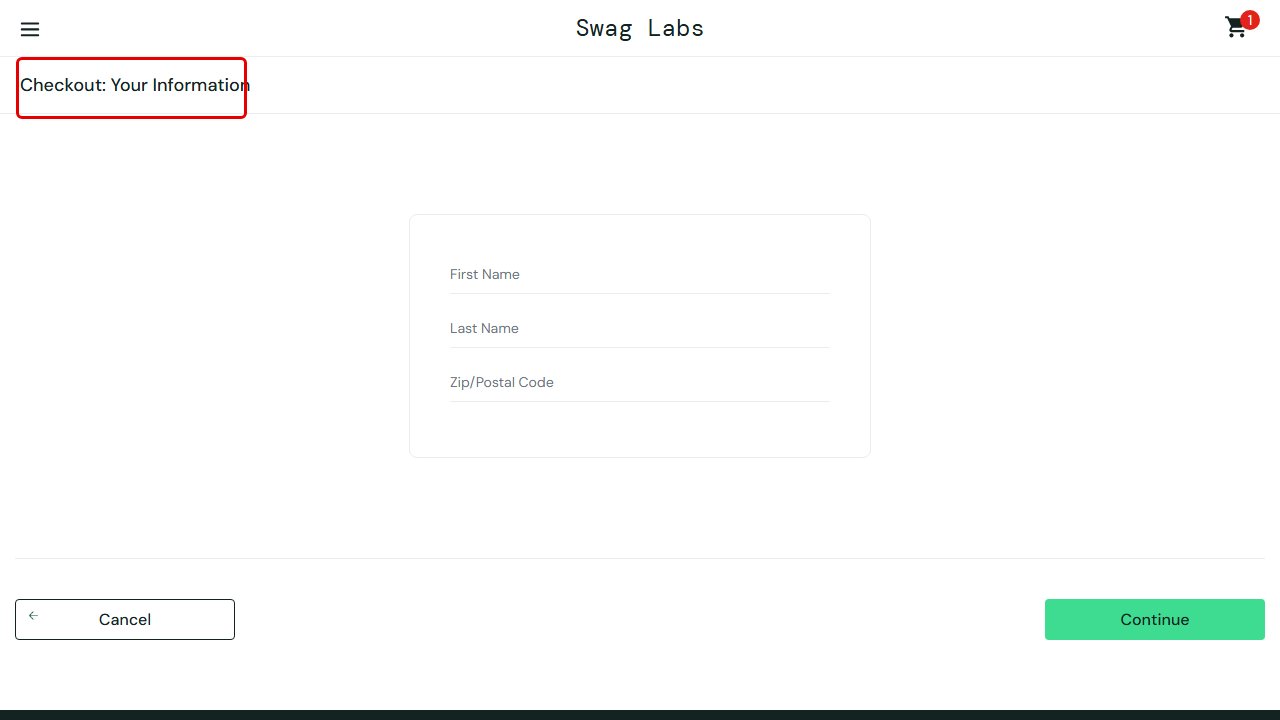 Swag Labs
1
Checkout: Your Information
First Name
Last Name
Zip/Postal Code
Cancel
Continue